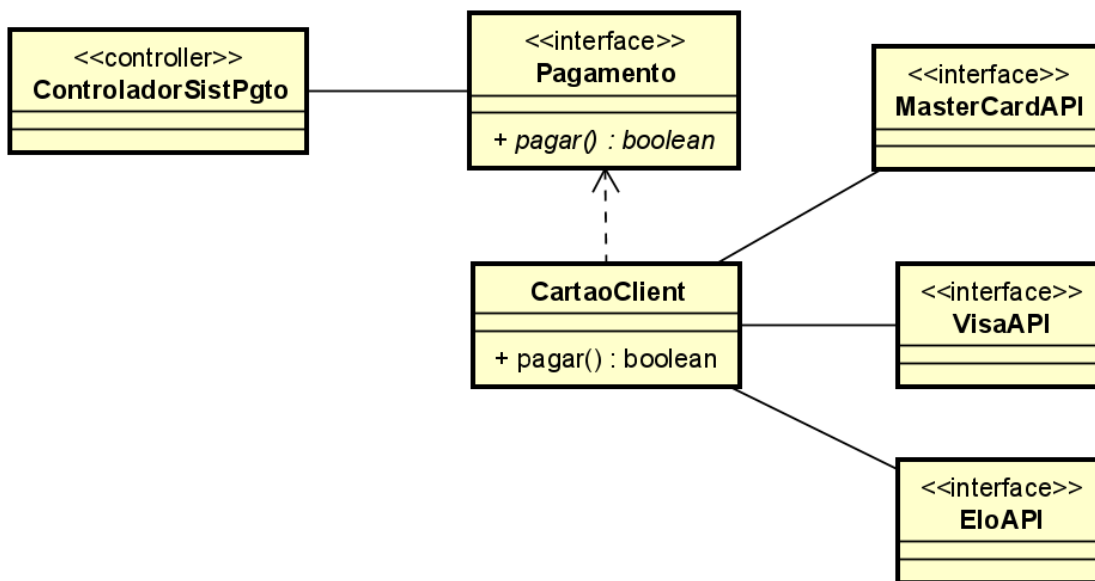 <<controller>>
ControladorSistPgto
<<interface>>
Pagamento
+ pagar() : boolean
<<interface>>
MasterCardAPI
CartaoClient
+ pagar() : boolean
<<interface>>
VisaAPI
<<interface>>
EloAPI